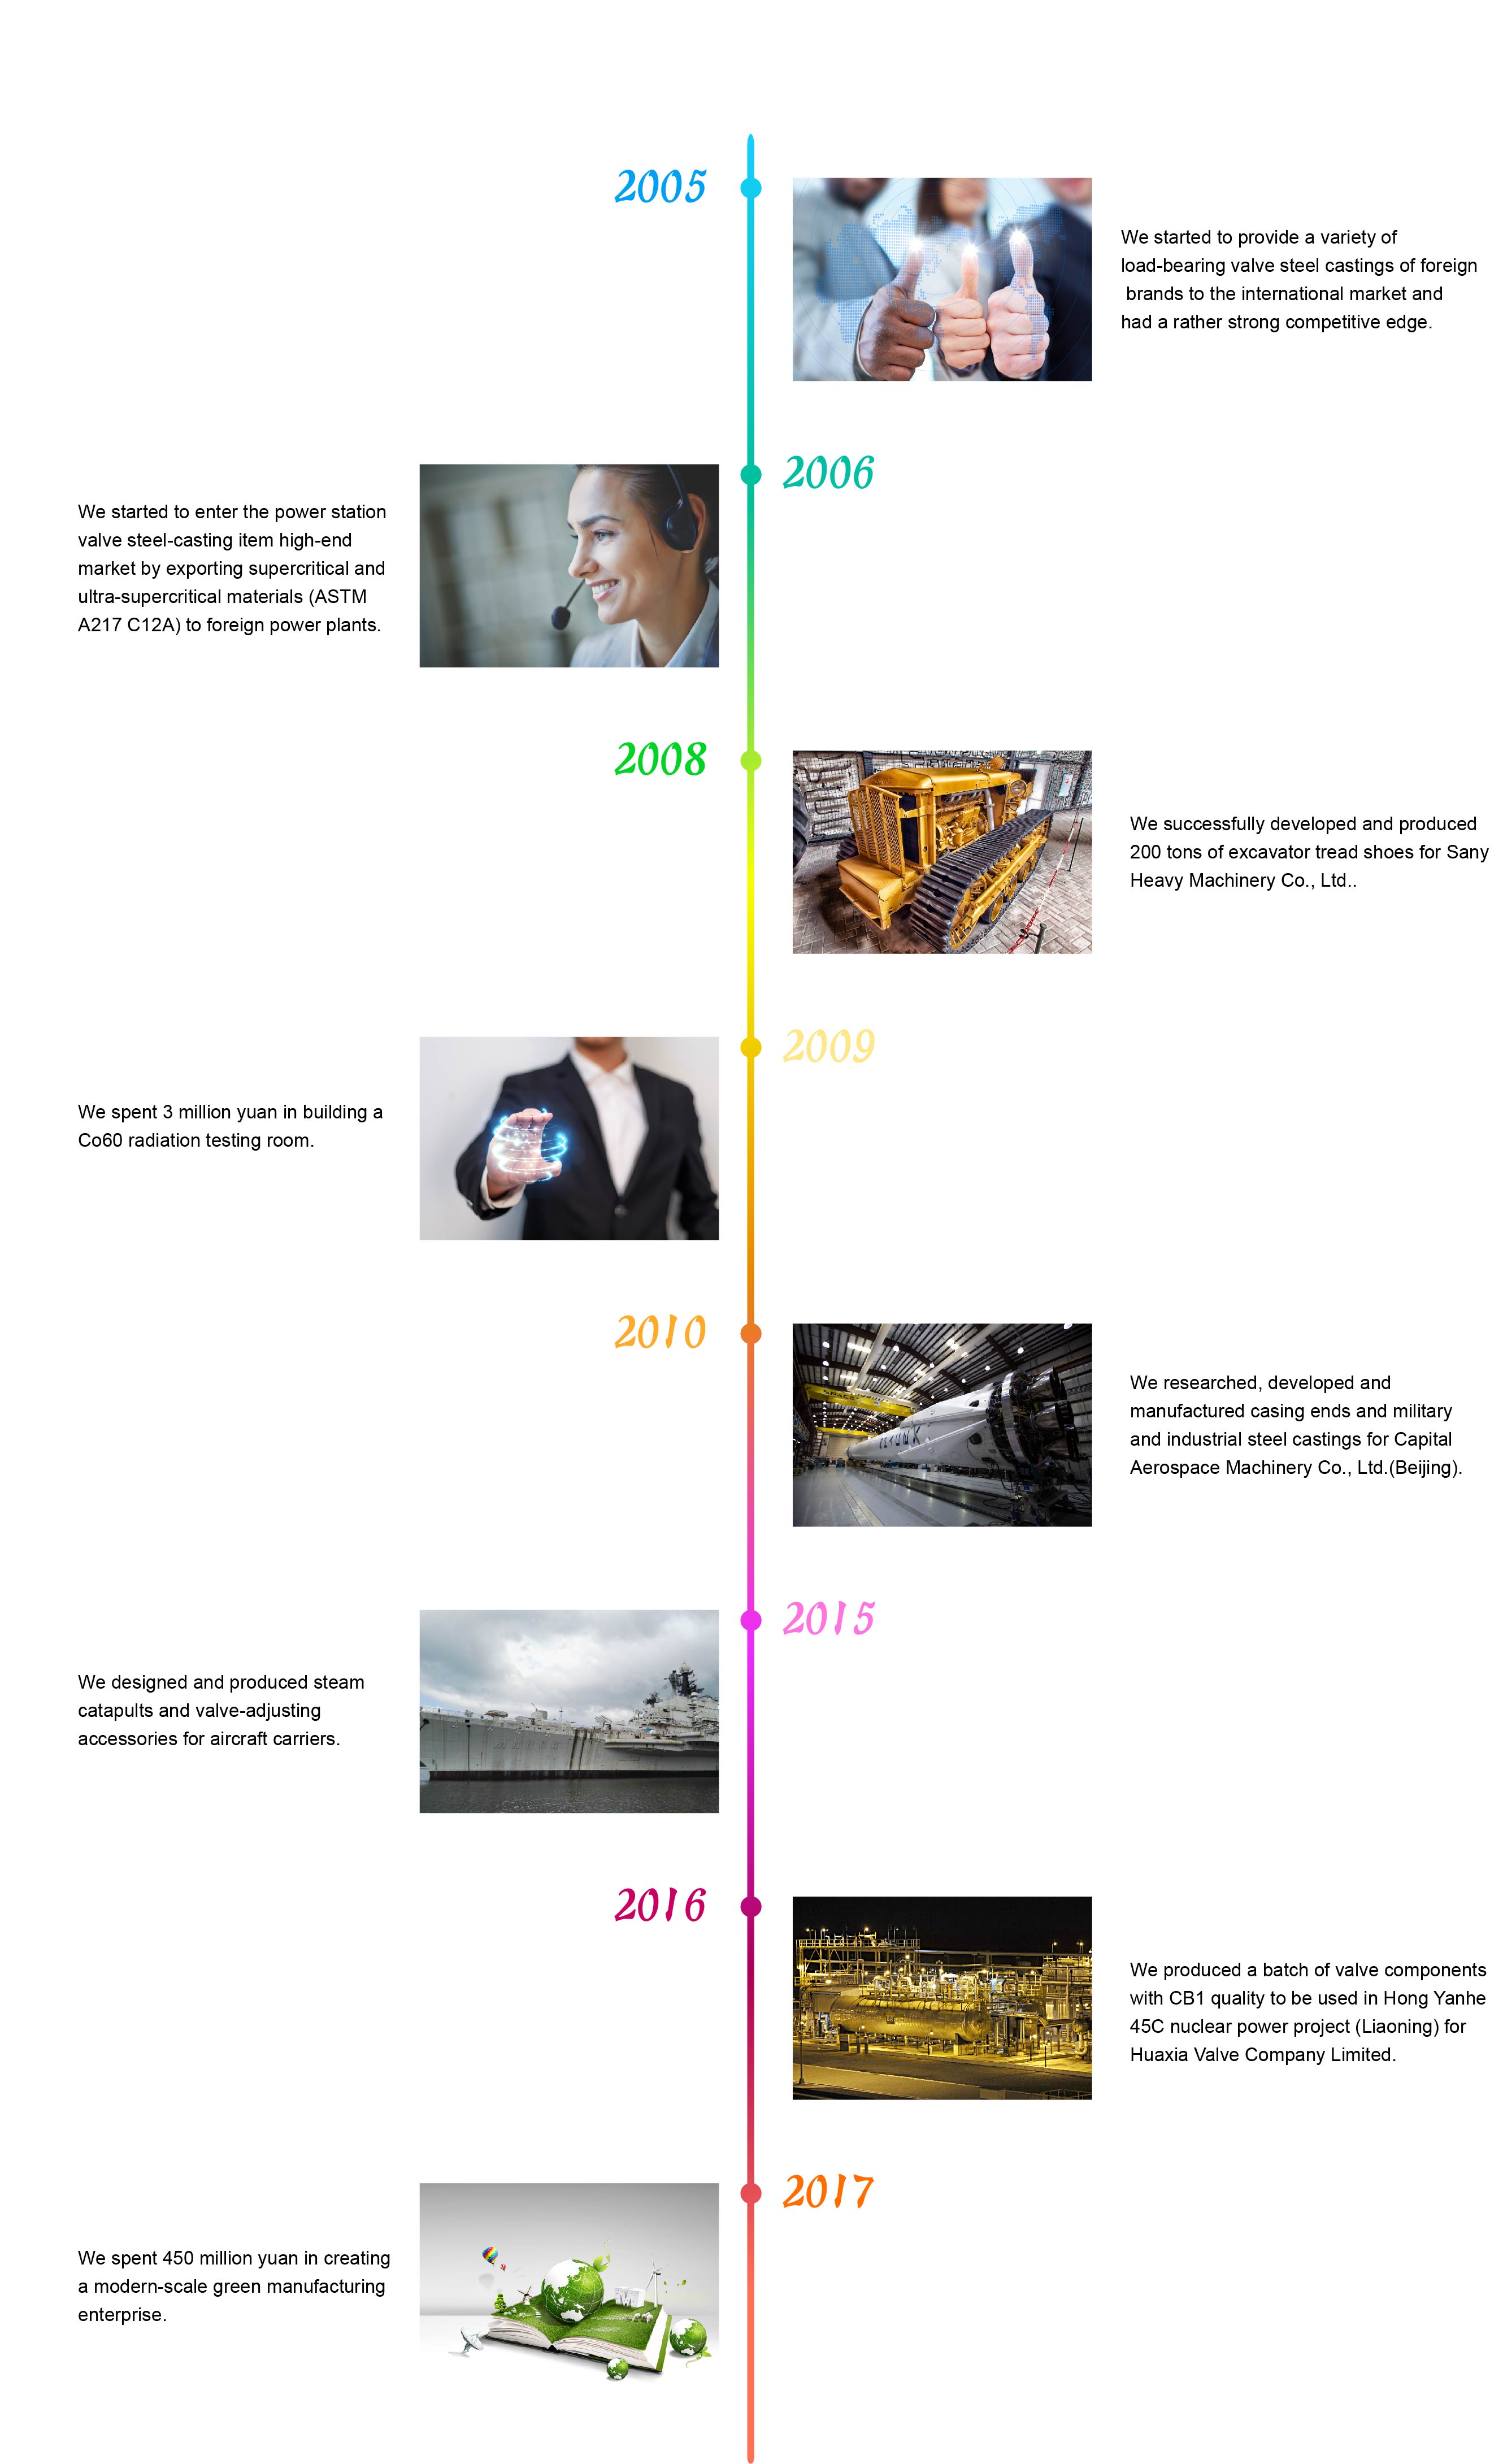 2005
We started to provide a variety of
load-bearing valve steel castings of foreign
brands to the international market and
had a rather strong competitive edge.
2006
We started to enter the power station
valve steel-casting item high-end
market by exporting supercritical and
ultra-supercritical materials (ASTM
A217 C12A) to foreign power plants.
2008
We successfully developed and produced
200 tons of excavator tread shoes for Sany
Heavy Machinery Co., Ltd..
2009
We spent 3 million yuan in building a
Co60 radiation testing room.
2010
We researched, developed and
manufactured casing ends and military
and industrial steel castings for Capital
Aerospace Machinery Co., Ltd.(Beijing).
2015
We designed and produced steam
catapults and valve-adjusting
accessories for aircraft carriers.
2016
We produced a batch of valve components
with CB1 quality to be used in Hong Yanhe
45C nuclear power project (Liaoning) for
Huaxia Valve Company Limited.
2017
We spent 450 million yuan in creating
a modern-scale green manufacturing
enterprise.